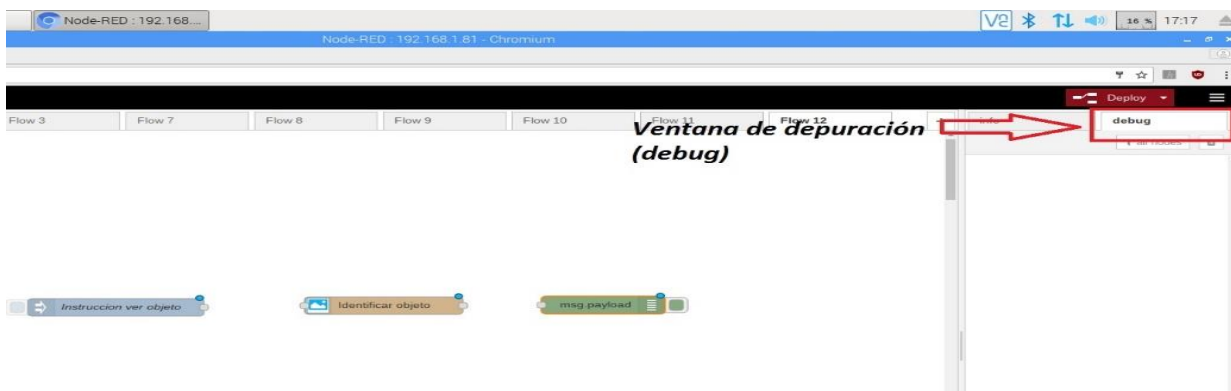 Node-RED : 192.168...
16 %
17:17
Node-RED : 192.168.1.81 - Chromium
Deploy
Flow 3
Flow 7
Flow 8
Flow 9
Flow 10
Flow 11
Flow 12
info
debug
Ventana de depuración
(debug)
all nodes
Instruccion ver objeto
Identificar objeto
msg.payload